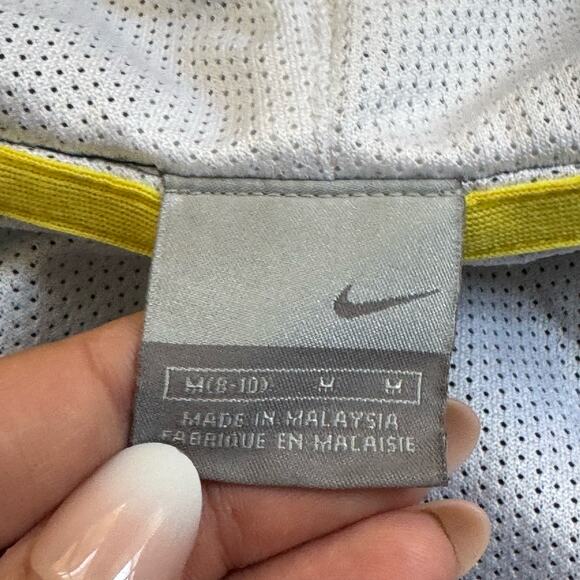 M(8-10) M M
MADE IN MALAYSIA
FABRIQUE EN MALAISIE